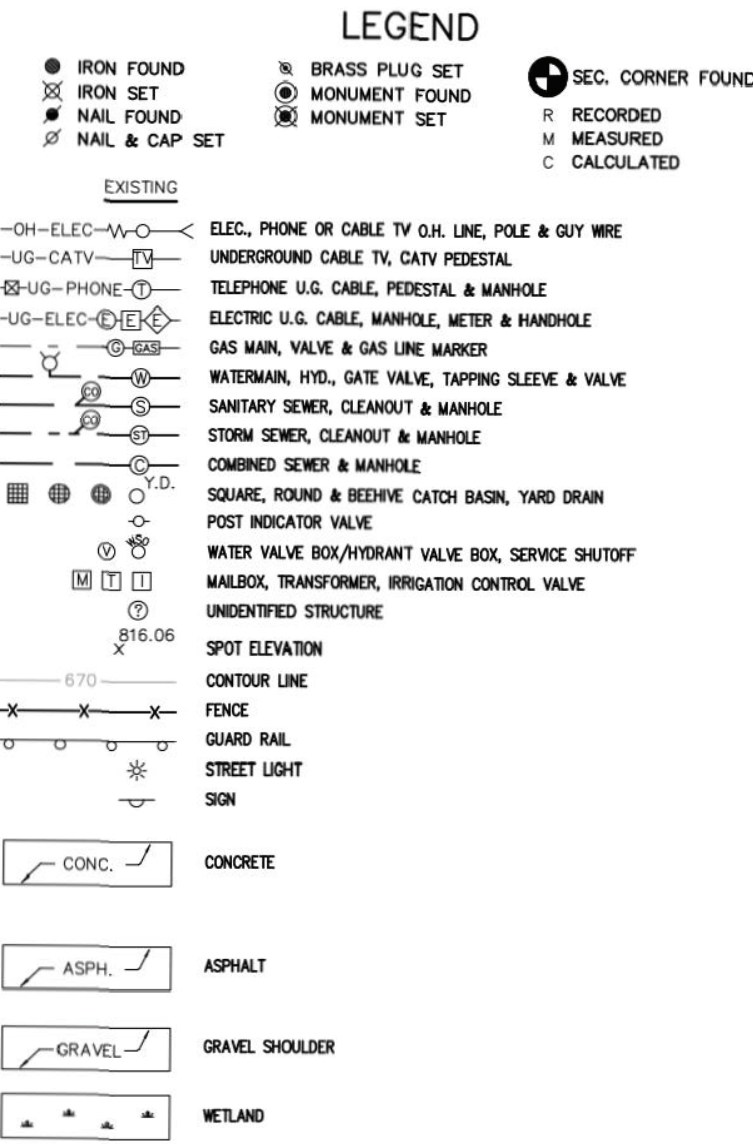 LEGEND
IRON FOUND
IRON SET
NAIL FOUND
NAIL & CAP SET
BRASS PLUG SET
MONUMENT FOUND
MONUMENT SET
SEC. CORNER FOUND
R RECORDED
M MEASURED
C CALCULATED
EXISTING
-OH-ELEC- ELEC., PHONE OR CABLE TV O.H. LINE, POLE & GUY WIRE
-UG-CATV- TV UNDERGROUND CABLE TV, CATV PEDESTAL
-UG-PHONE- T TELEPHONE U.G. CABLE, PEDESTAL & MANHOLE
-UG-ELEC- E E E ELECTRIC U.G. CABLE, MANHOLE, METER & HANDHOLE
G GAS GAS MAIN, VALVE & GAS LINE MARKER
W WATERMAIN, HYD., GATE VALVE, TAPPING SLEEVE & VALVE
CO S SANITARY SEWER, CLEANOUT & MANHOLE
CO ST STORM SEWER, CLEANOUT & MANHOLE
C COMBINED SEWER & MANHOLE
Y.D. SQUARE, ROUND & BEEHIVE CATCH BASIN, YARD DRAIN
POST INDICATOR VALVE
V WSO WATER VALVE BOX/HYDRANT VALVE BOX, SERVICE SHUTOFF
M T I MAILBOX, TRANSFORMER, IRRIGATION CONTROL VALVE
? UNIDENTIFIED STRUCTURE
816.06
x SPOT ELEVATION
670 CONTOUR LINE
-X-X-X- FENCE
GUARD RAIL
STREET LIGHT
SIGN
CONC. CONCRETE
ASPH. ASPHALT
GRAVEL GRAVEL SHOULDER
WETLAND